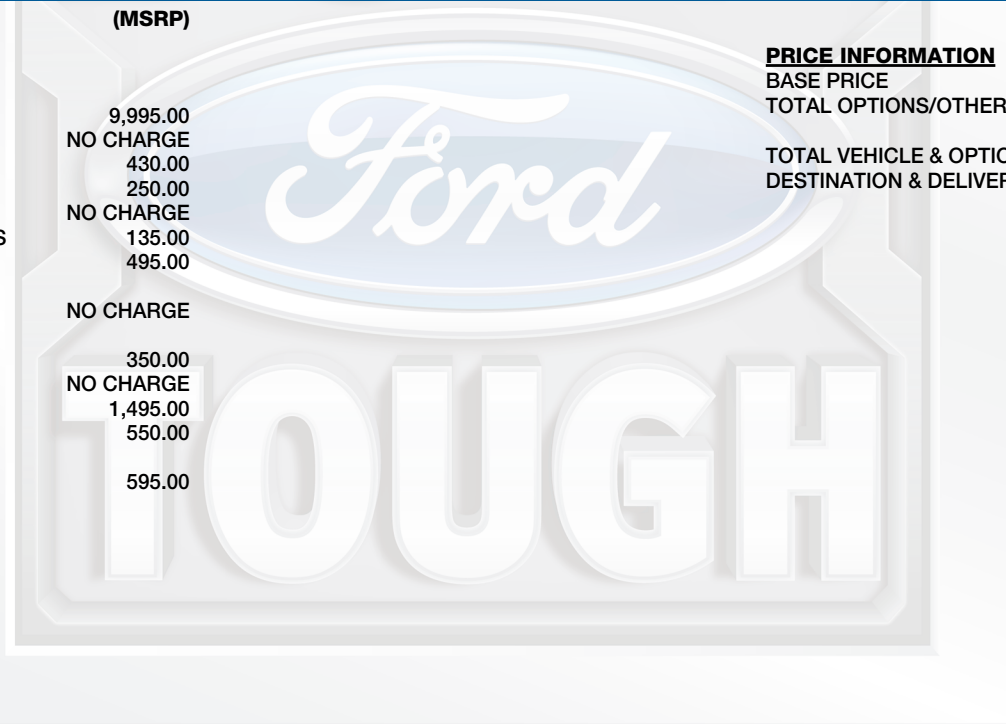 (MSRP)
9,995.00
NO CHARGE
430.00
250.00
NO CHARGE
S 135.00
495.00
NO CHARGE
350.00
NO CHARGE
1,495.00
550.00
595.00
PRICE INFORMATION
BASE PRICE
TOTAL OPTIONS/OTHER
TOTAL VEHICLE & OPTIO
DESTINATION & DELIVER
Ford
TOUGH